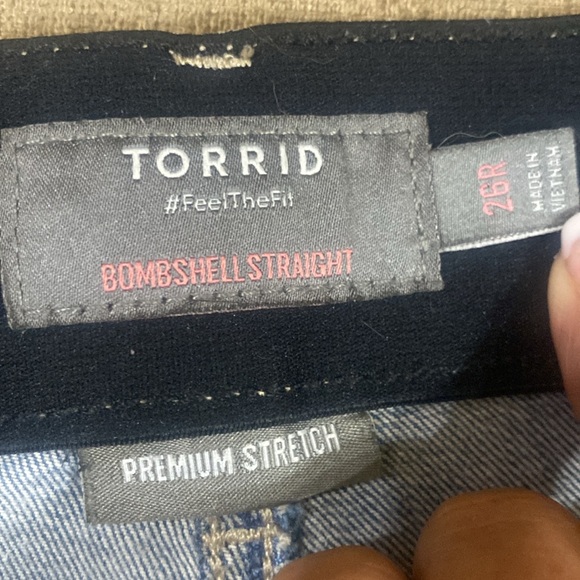 TORRID
#FeelTheFit
BOMBSHELL STRAIGHT
26R
MADE IN
VIETNAM
PREMIUM STRETCH